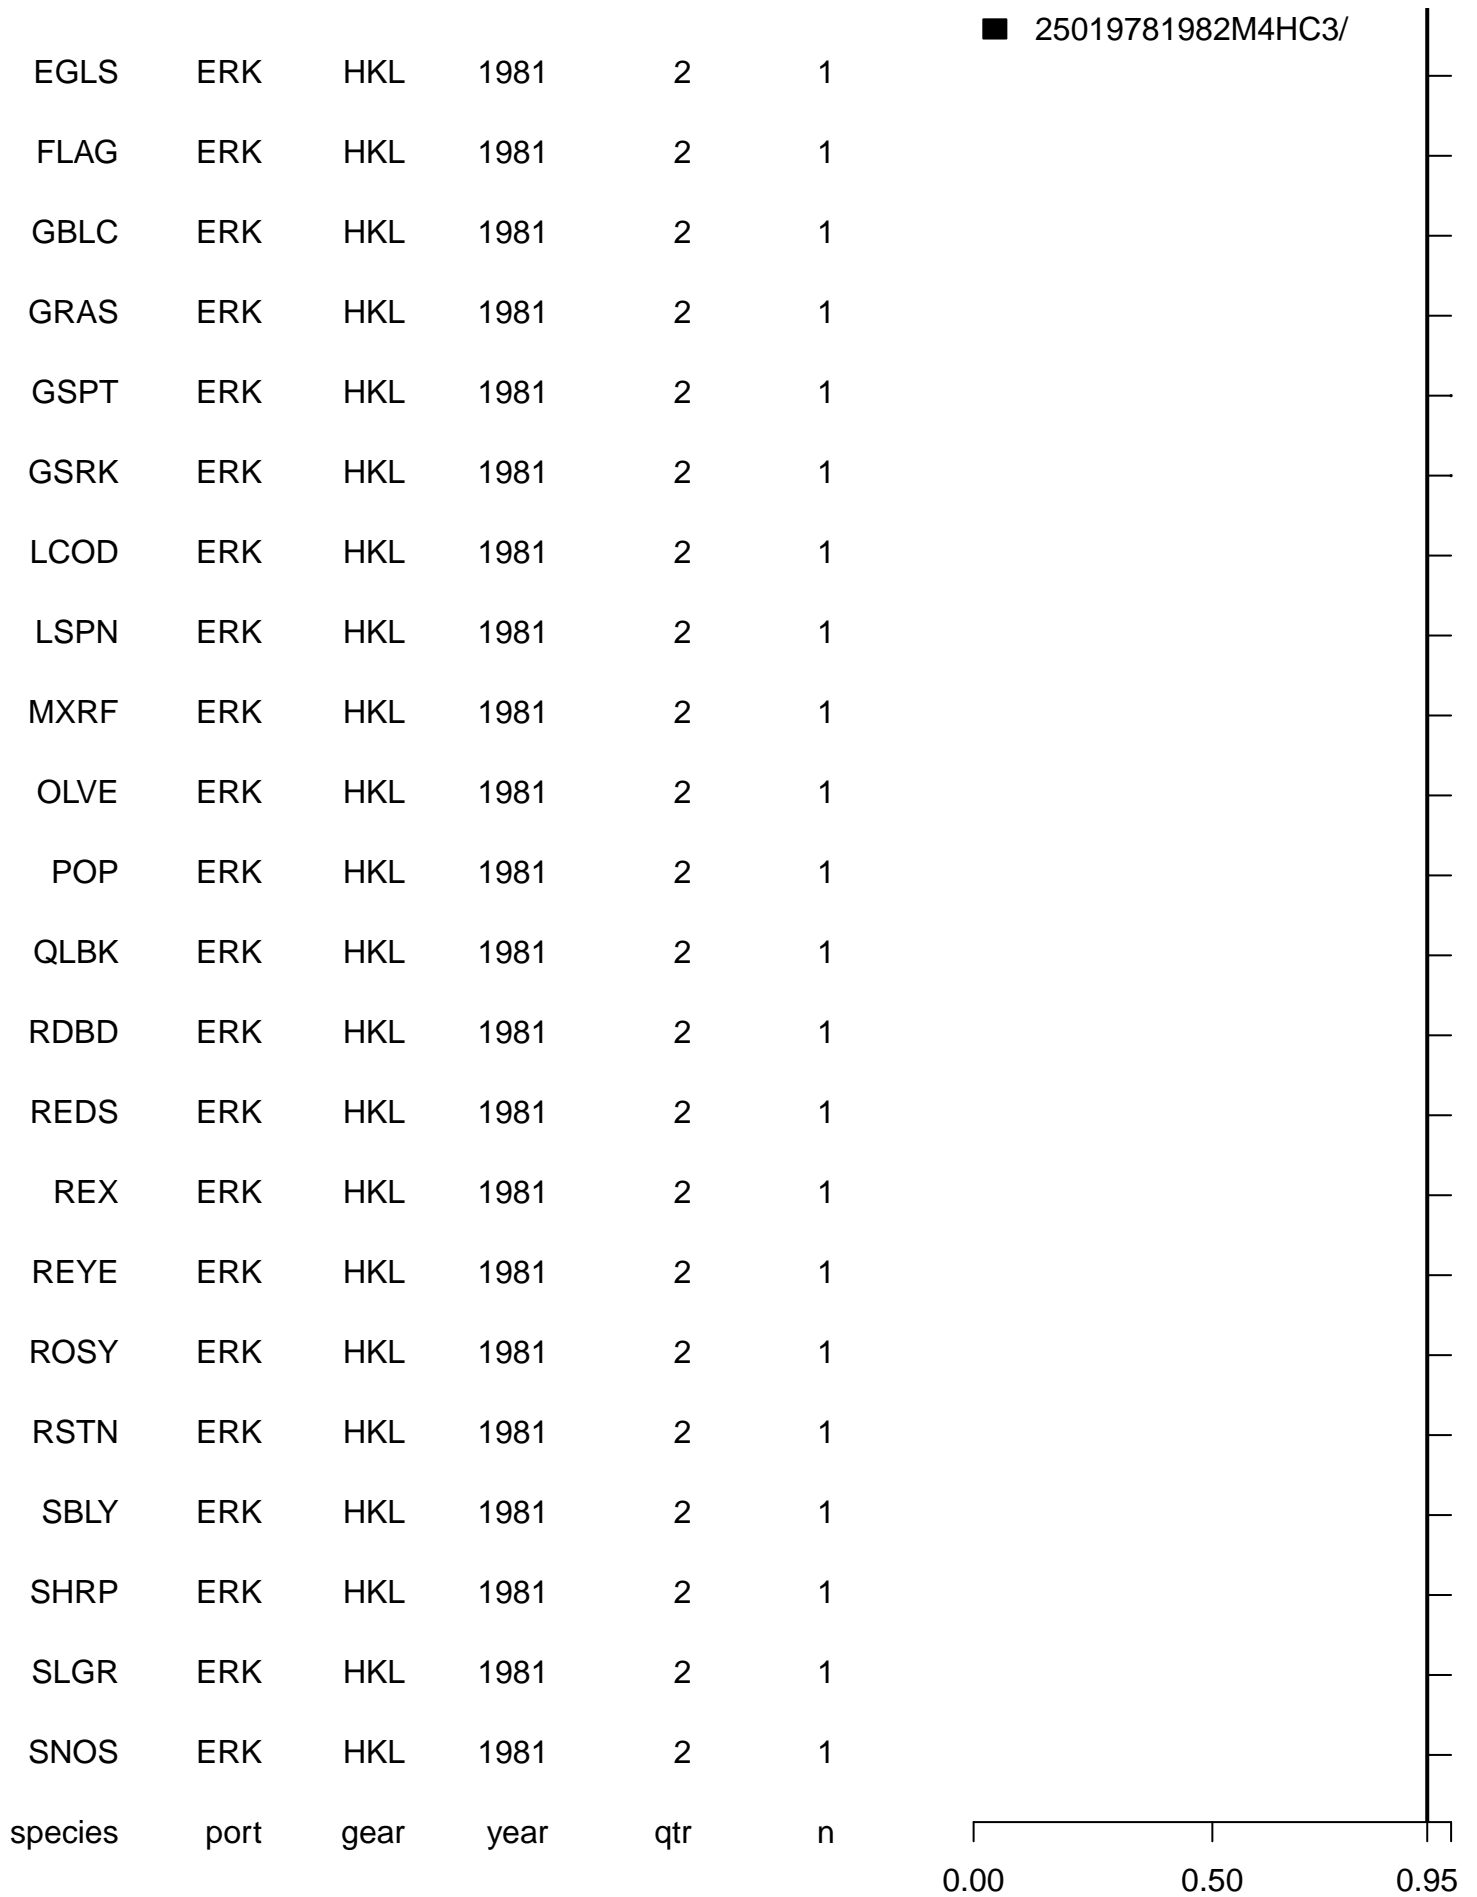 25019781982M4HC3/
EGLS ERK HKL 1981 2 1
FLAG ERK HKL 1981 2 1
GBLC ERK HKL 1981 2 1
GRAS ERK HKL 1981 2 1
GSPT ERK HKL 1981 2 1
GSRK ERK HKL 1981 2 1
LCOD ERK HKL 1981 2 1
LSPN ERK HKL 1981 2 1
MXRF ERK HKL 1981 2 1
OLVE ERK HKL 1981 2 1
POP ERK HKL 1981 2 1
QLBK ERK HKL 1981 2 1
RDBD ERK HKL 1981 2 1
REDS ERK HKL 1981 2 1
REX ERK HKL 1981 2 1
REYE ERK HKL 1981 2 1
ROSY ERK HKL 1981 2 1
RSTN ERK HKL 1981 2 1
SBLY ERK HKL 1981 2 1
SHRP ERK HKL 1981 2 1
SLGR ERK HKL 1981 2 1
SNOS ERK HKL 1981 2 1
species port gear year qtr n
0.00 0.50 0.95